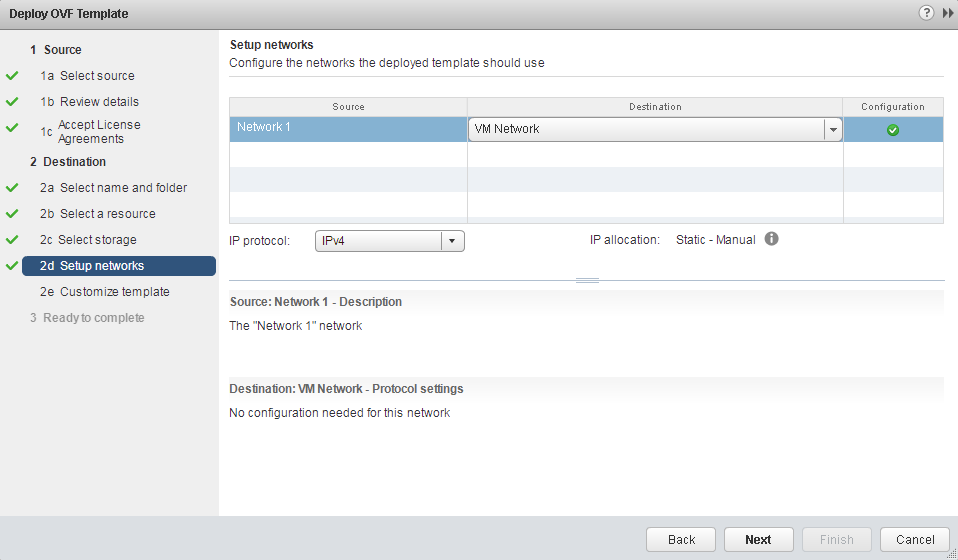 Deploy OVF Template
?
1 Source
1a Select source
1b Review details
1c Accept License
Agreements
2 Destination
2a Select name and folder
2b Select a resource
2c Select storage
2d Setup networks
2e Customize template
3 Ready to complete
Setup networks
Configure the networks the deployed template should use
Source Destination Configuration
Network 1 VM Network
IP protocol: IPv4 IP allocation: Static - Manual
Source: Network 1 - Description
The "Network 1" network
Destination: VM Network - Protocol settings
No configuration needed for this network
Back Next Finish Cancel